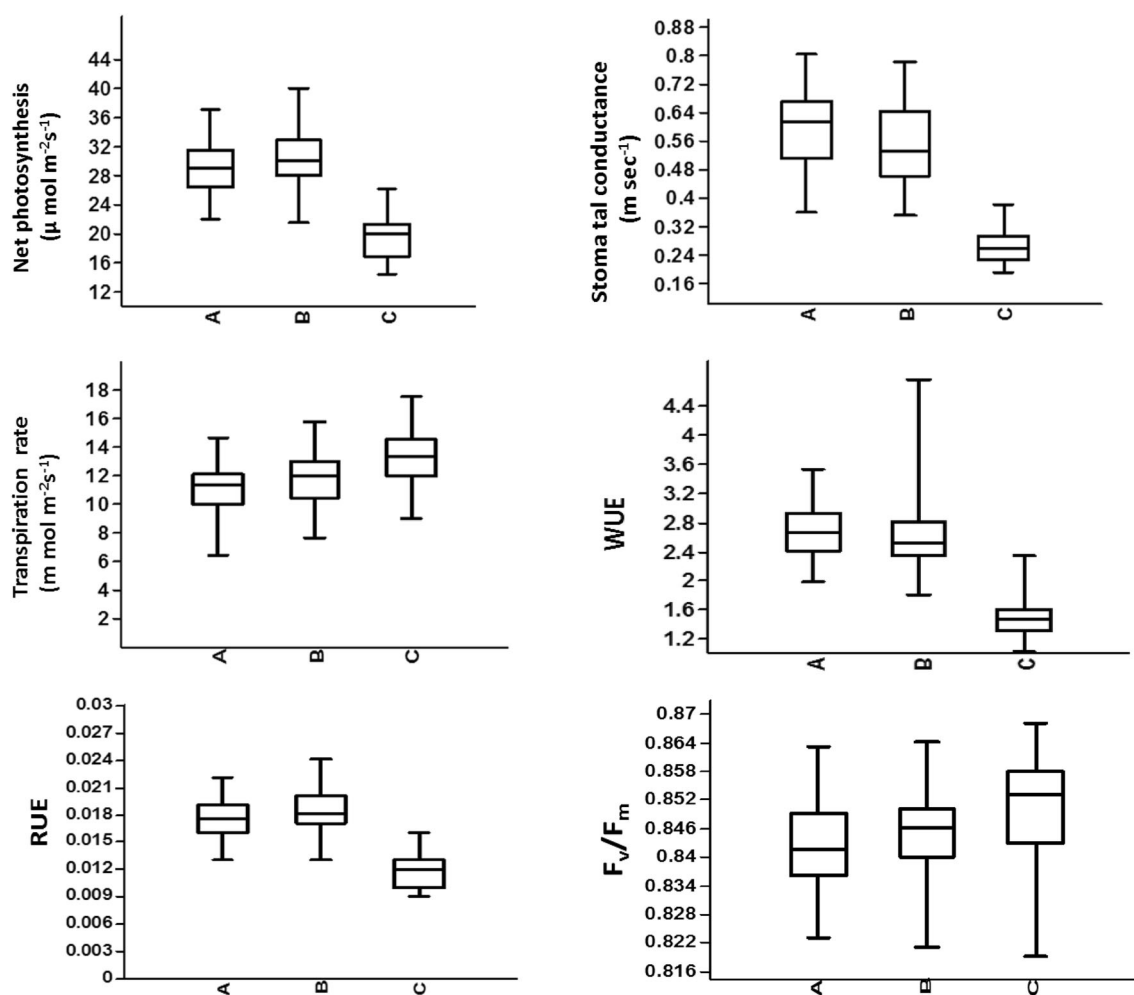 Net photosynthesis
(µ mol m⁻²s⁻¹)
44
40
36
32
28
24
20
16
12
A
B
C
Stoma tal conductance
(m sec⁻¹)
0.88
0.8
0.72
0.64
0.56
0.48
0.4
0.32
0.24
0.16
A
B
C
Transpiration rate
(m mol m⁻²s⁻¹)
18
16
14
12
10
8
6
4
2
A
B
C
WUE
4.4
4
3.6
3.2
2.8
2.4
2
1.6
1.2
A
B
C
RUE
0.03
0.027
0.024
0.021
0.018
0.015
0.012
0.009
0.006
0.003
0
A
B
C
Fᵥ/Fₘ
0.87
0.864
0.858
0.852
0.846
0.84
0.834
0.828
0.822
0.816
A
B
C